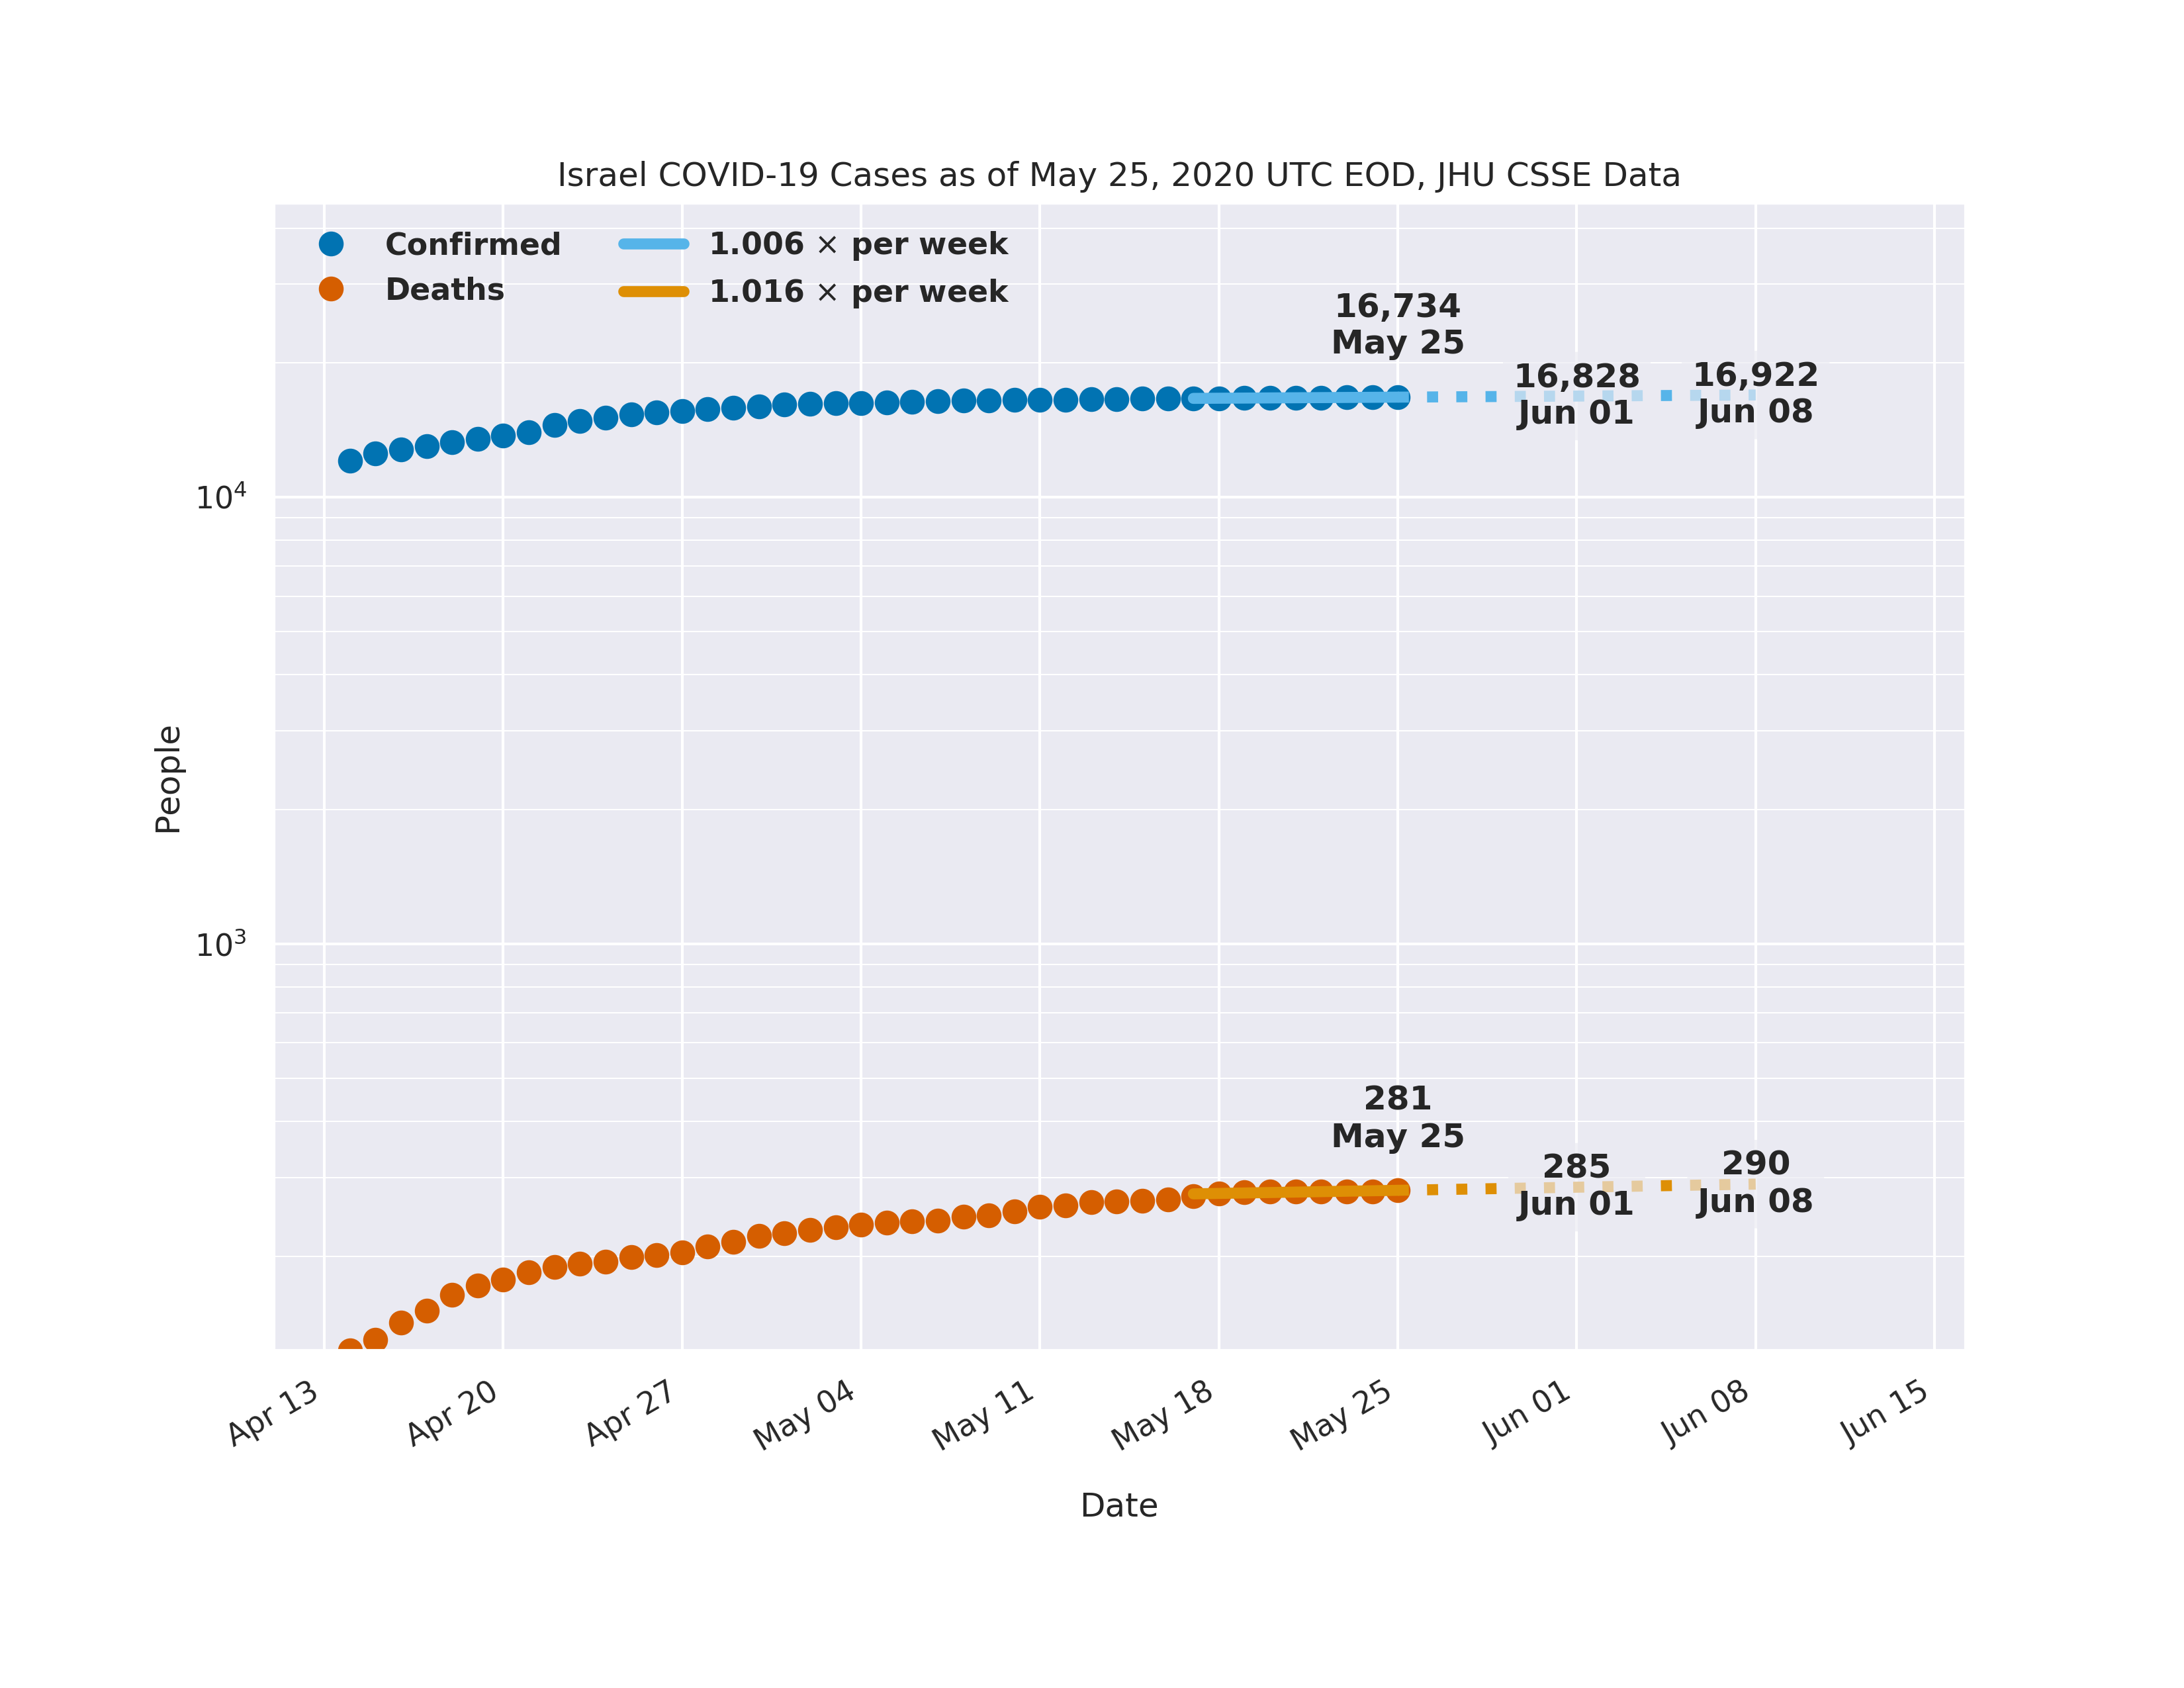 Israel COVID-19 Cases as of May 25, 2020 UTC EOD, JHU CSSE Data
Confirmed
Deaths
1.006 × per week
1.016 × per week
16,734
May 25
16,828
Jun 01
16,922
Jun 08
10⁴
People
10³
281
May 25
285
Jun 01
290
Jun 08
Apr 13
Apr 20
Apr 27
May 04
May 11
May 18
May 25
Jun 01
Jun 08
Jun 15
Date